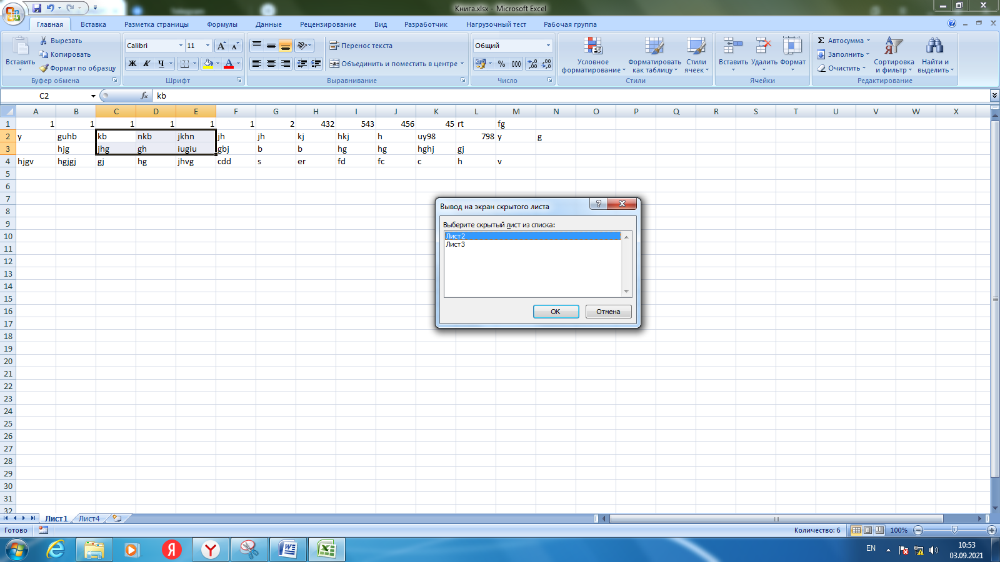 Книга.xlsx - Microsoft Excel
Главная Вставка Разметка страницы Формулы Данные Рецензирование Вид Разработчик Нагрузочный тест Рабочая группа
Вставить
Вырезать
Копировать
Формат по образцу
Буфер обмена
Calibri 11
Ж К Ч
Шрифт
Перенос текста
Объединить и поместить в центре
Выравнивание
Общий
% 000
Число
Условное форматирование
Форматировать как таблицу
Стили ячеек
Стили
Вставить Удалить Формат
Ячейки
Автосумма
Заполнить
Очистить
Сортировка и фильтр
Найти и выделить
Редактирование
C2 fx kb
A B C D E F G H I J K L M N O P Q R S T U V W X
1 1 1 1 1 1 1 2 432 543 456 45 rt fg
2 y guhb kb nkb jkhn jh jh kj hkj h uy98 798 y g
3 hjg jhg gh iugiu gbj b b hg hg hghj gj
4 hjgv hgjgj gj hg jhvg cdd s er fd fc c h v
5
6
7
8
9
10
11
12
13
14
15
16
17
18
19
20
21
22
23
24
25
26
27
28
29
30
31
32
Вывод на экран скрытого листа
Выберите скрытый лист из списка:
Лист2
Лист3
ОК Отмена
Лист1 Лист4
Готово Количество: 6 100%
EN 10:53
03.09.2021